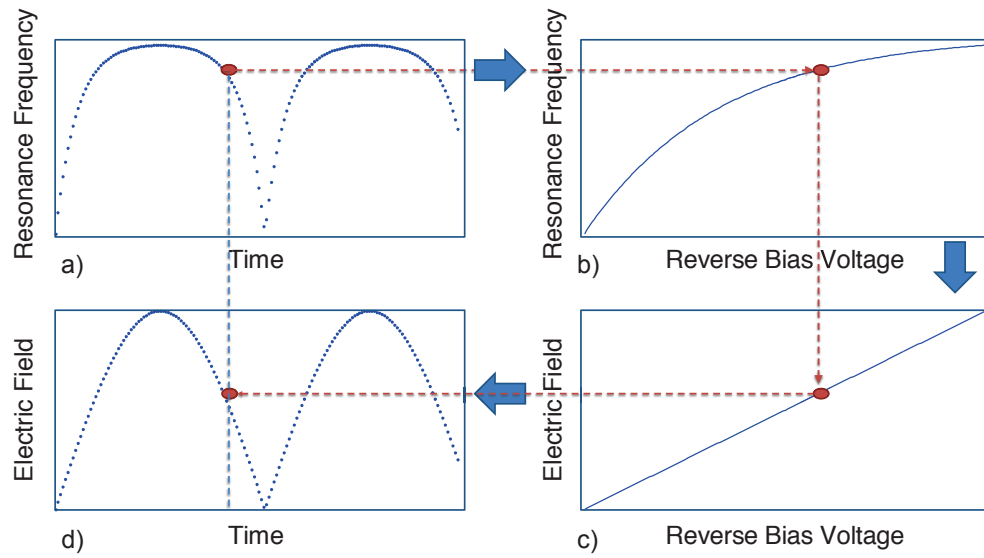 Resonance Frequency
Resonance Frequency
a)
Time
b)
Reverse Bias Voltage
Electric Field
Electric Field
d)
Time
c)
Reverse Bias Voltage